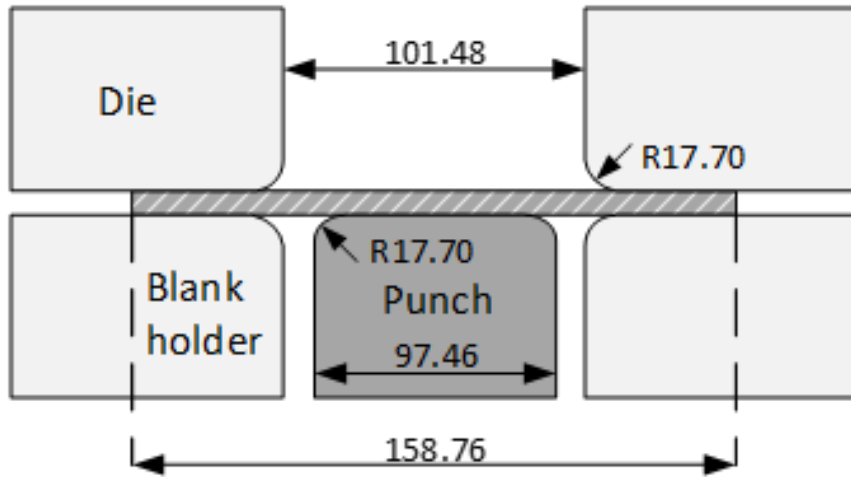 101.48
Die
R17.70
R17.70
Blank
holder
Punch
97.46
158.76